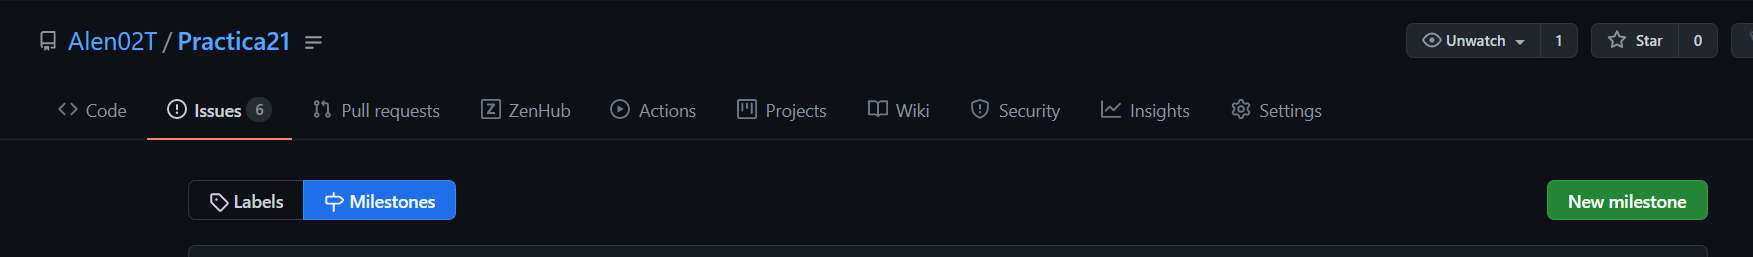 Alen02T / Practica21
Unwatch 1 Star 0
Code Issues 6 Pull requests ZenHub Actions Projects Wiki Security Insights Settings
Labels Milestones New milestone